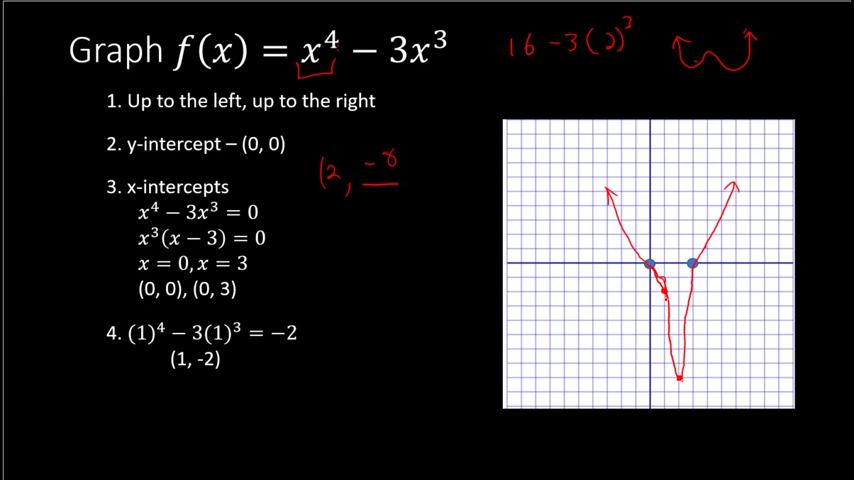 Graph f(x) = x⁴ − 3x³
16 − 3(2)³
1. Up to the left, up to the right
2. y-intercept – (0, 0)
(2, −8
3. x-intercepts
x⁴ − 3x³ = 0
x³(x − 3) = 0
x = 0, x = 3
(0, 0), (0, 3)
4. (1)⁴ − 3(1)³ = −2
(1, -2)